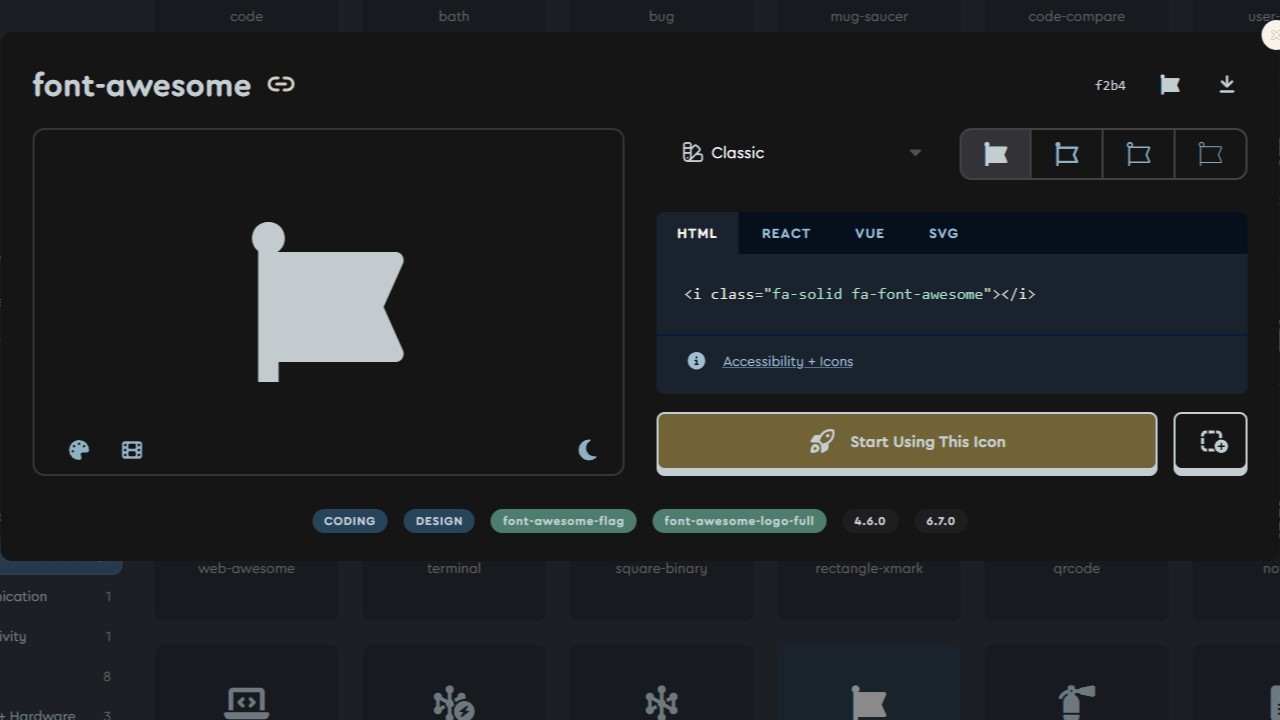 code bath bug mug-saucer code-compare user-
font-awesome f2b4
Classic
HTML REACT VUE SVG
<i class="fa-solid fa-font-awesome"></i>
Accessibility + Icons
Start Using This Icon
CODING DESIGN font-awesome-flag font-awesome-logo-full 4.6.0 6.7.0
web-awesome terminal square-binary rectangle-xmark qrcode no
ication 1
ivity 1
8
+ Hardware 3